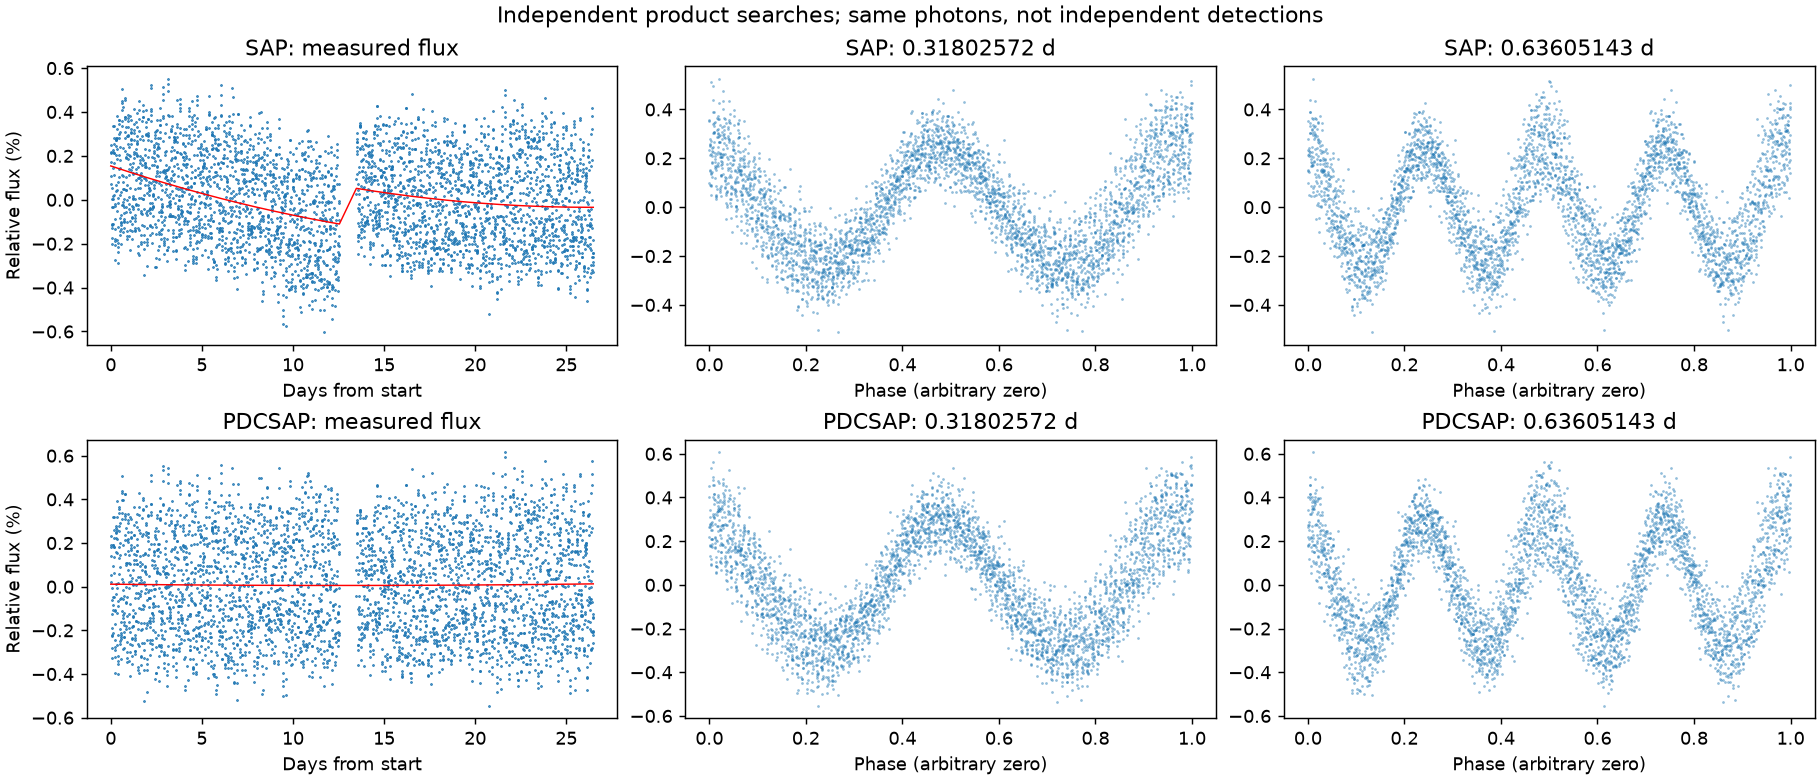 Independent product searches; same photons, not independent detections
SAP: measured flux
SAP: 0.31802572 d
SAP: 0.63605143 d
Relative flux (%)
0.6
0.4
0.2
0.0
−0.2
−0.4
−0.6
0.4
0.2
0.0
−0.2
−0.4
0.4
0.2
0.0
−0.2
−0.4
0 5 10 15 20 25
0.0 0.2 0.4 0.6 0.8 1.0
0.0 0.2 0.4 0.6 0.8 1.0
Days from start
Phase (arbitrary zero)
Phase (arbitrary zero)
PDCSAP: measured flux
PDCSAP: 0.31802572 d
PDCSAP: 0.63605143 d
Relative flux (%)
0.6
0.4
0.2
0.0
−0.2
−0.4
−0.6
0.6
0.4
0.2
0.0
−0.2
−0.4
−0.6
0.6
0.4
0.2
0.0
−0.2
−0.4
−0.6
0 5 10 15 20 25
0.0 0.2 0.4 0.6 0.8 1.0
0.0 0.2 0.4 0.6 0.8 1.0
Days from start
Phase (arbitrary zero)
Phase (arbitrary zero)